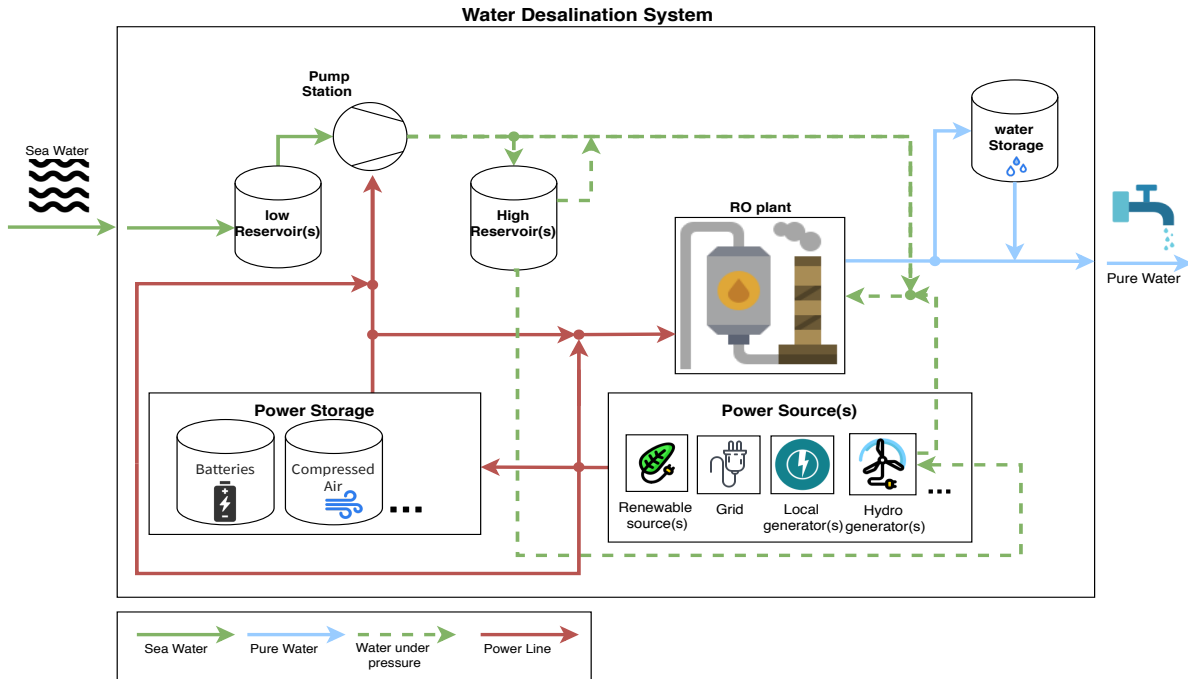 Water Desalination System
Pump
Station
Sea Water
low
Reservoir(s)
High
Reservoir(s)
RO plant
water
Storage
Pure Water
Power Storage
Batteries
Compressed
Air
...
Power Source(s)
Renewable
source(s)
Grid
Local
generator(s)
Hydro
generator(s)
...
Sea Water
Pure Water
Water under
pressure
Power Line